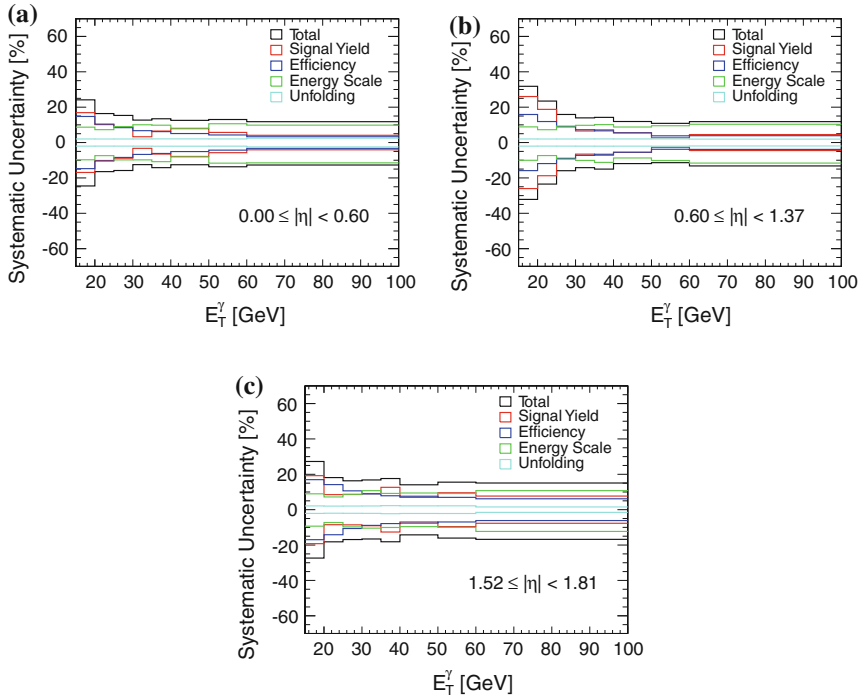 (a)
Systematic Uncertainty [%]
60
40
20
0
-20
-40
-60
Total
Signal Yield
Efficiency
Energy Scale
Unfolding
0.00 ≤ |η| < 0.60
20 30 40 50 60 70 80 90 100
E_T^γ [GeV]
(b)
Systematic Uncertainty [%]
60
40
20
0
-20
-40
-60
Total
Signal Yield
Efficiency
Energy Scale
Unfolding
0.60 ≤ |η| < 1.37
20 30 40 50 60 70 80 90 100
E_T^γ [GeV]
(c)
Systematic Uncertainty [%]
60
40
20
0
-20
-40
-60
Total
Signal Yield
Efficiency
Energy Scale
Unfolding
1.52 ≤ |η| < 1.81
20 30 40 50 60 70 80 90 100
E_T^γ [GeV]